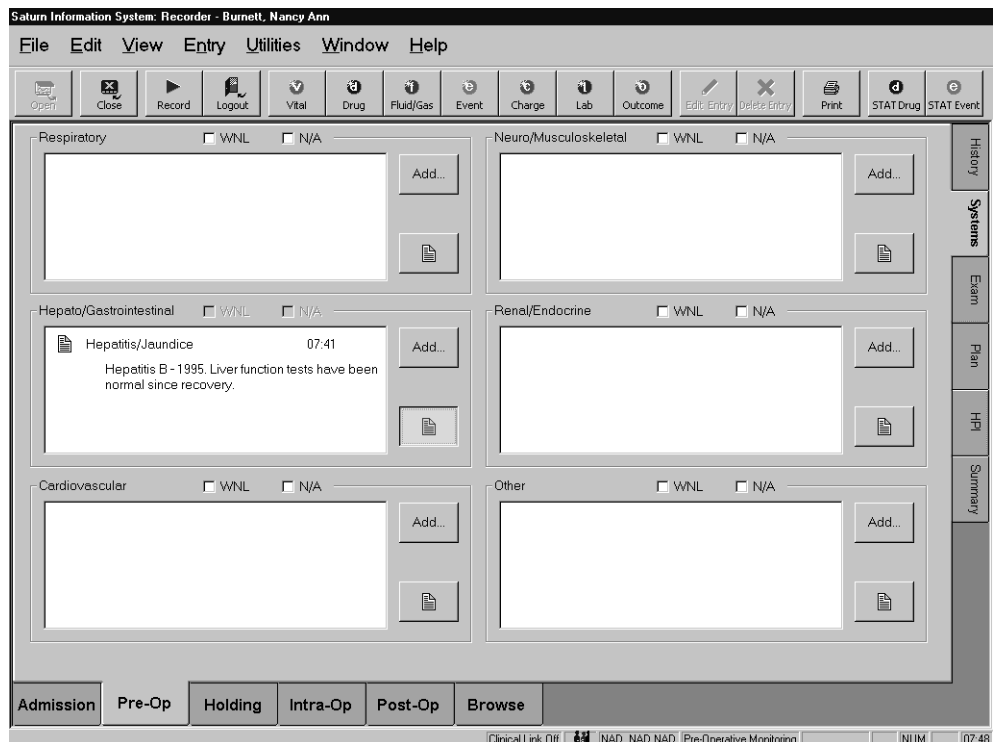 Saturn Information System: Recorder - Burnett, Nancy Ann
File Edit View Entry Utilities Window Help
Open Close Record Logout Vital Drug Fluid/Gas Event Charge Lab Outcome Edit Entry Delete Entry Print STAT Drug STAT Event
Respiratory WNL N/A
Add...
Neuro/Musculoskeletal WNL N/A
Add...
Hepato/Gastrointestinal WNL N/A
Hepatitis/Jaundice 07:41
Hepatitis B - 1995. Liver function tests have been
normal since recovery.
Add...
Renal/Endocrine WNL N/A
Add...
Cardiovascular WNL N/A
Add...
Other WNL N/A
Add...
History
Systems
Exam
Plan
HPI
Summary
Admission Pre-Op Holding Intra-Op Post-Op Browse
Clinical Link Off NAD, NAD NAD Pre-Operative Monitoring NUM 07:48